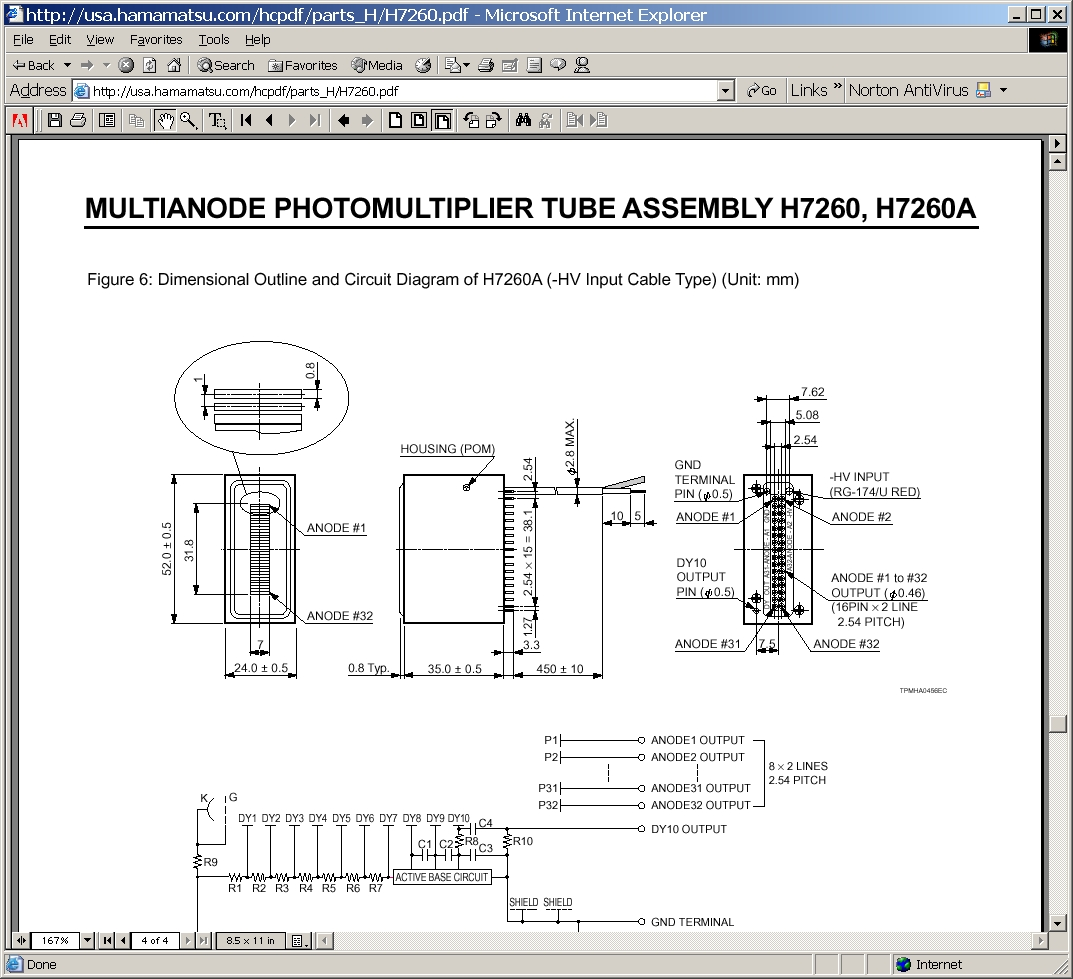 http://usa.hamamatsu.com/hcpdf/parts_H/H7260.pdf - Microsoft Internet Explorer
File Edit View Favorites Tools Help
Back Search Favorites Media
Address http://usa.hamamatsu.com/hcpdf/parts_H/H7260.pdf Go Links » Norton AntiVirus
MULTIANODE PHOTOMULTIPLIER TUBE ASSEMBLY H7260, H7260A
Figure 6: Dimensional Outline and Circuit Diagram of H7260A (-HV Input Cable Type) (Unit: mm)
1
0.8
52.0 ± 0.5
31.8
ANODE #1
ANODE #32
7
24.0 ± 0.5
HOUSING (POM)
2.54
ϕ2.8 MAX.
10 5
2.54 × 15 = 38.1
1.27
3.3
0.8 Typ.
35.0 ± 0.5
450 ± 10
7.62
5.08
2.54
GND
TERMINAL
PIN (ϕ0.5)
-HV INPUT
(RG-174/U RED)
ANODE #1
ANODE #2
DY10
OUTPUT
PIN (ϕ0.5)
ANODE #1 to #32
OUTPUT (ϕ0.46)
(16PIN × 2 LINE
2.54 PITCH)
ANODE #31
7.5
ANODE #32
TPMHA0456EC
P1 ANODE1 OUTPUT
P2 ANODE2 OUTPUT
P31 ANODE31 OUTPUT
P32 ANODE32 OUTPUT
8 × 2 LINES
2.54 PITCH
K G
DY1 DY2 DY3 DY4 DY5 DY6 DY7 DY8 DY9 DY10
C4
DY10 OUTPUT
R8 R10
C1 C2 C3
R9
R1 R2 R3 R4 R5 R6 R7
ACTIVE BASE CIRCUIT
SHIELD SHIELD
GND TERMINAL
167% 4 of 4 8.5 x 11 in
Done Internet